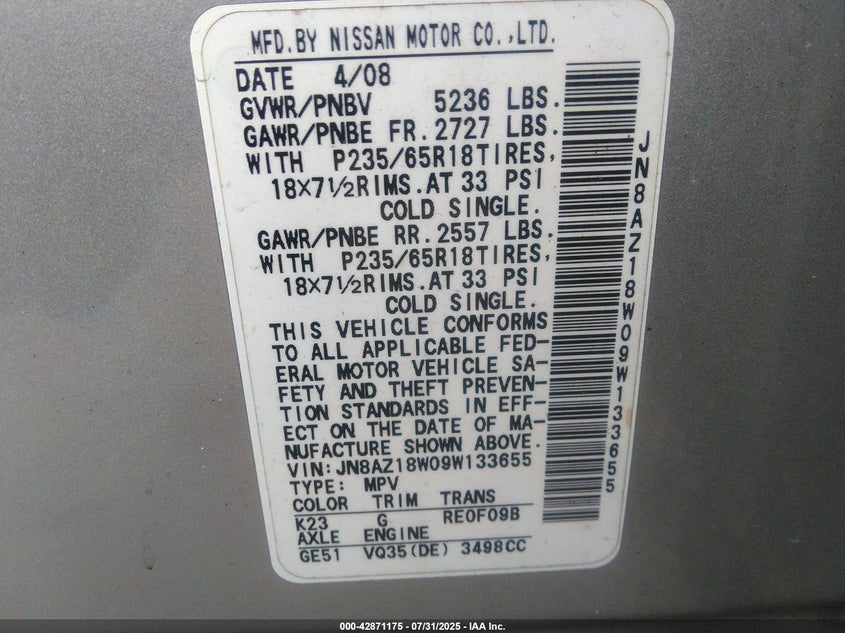 MFD.BY NISSAN MOTOR CO.,LTD.
DATE 4/08
GVWR/PNBV 5236 LBS.
GAWR/PNBE FR.2727 LBS.
WITH P235/65R18TIRES,
18X7½RIMS.AT 33 PSI
COLD SINGLE.
GAWR/PNBE RR.2557 LBS.
WITH P235/65R18TIRES,
18X7½RIMS.AT 33 PSI
COLD SINGLE.
THIS VEHICLE CONFORMS
TO ALL APPLICABLE FED-
ERAL MOTOR VEHICLE SA-
FETY AND THEFT PREVEN-
TION STANDARDS IN EFF-
ECT ON THE DATE OF MA-
NUFACTURE SHOWN ABOVE.
VIN:JN8AZ18W09W133655
TYPE: MPV
COLOR TRIM TRANS
K23 G RE0F09B
AXLE ENGINE
GE51 VQ35(DE) 3498CC
JN8AZ18W09W133655
000-42871175 - 07/31/2025 - IAA Inc.